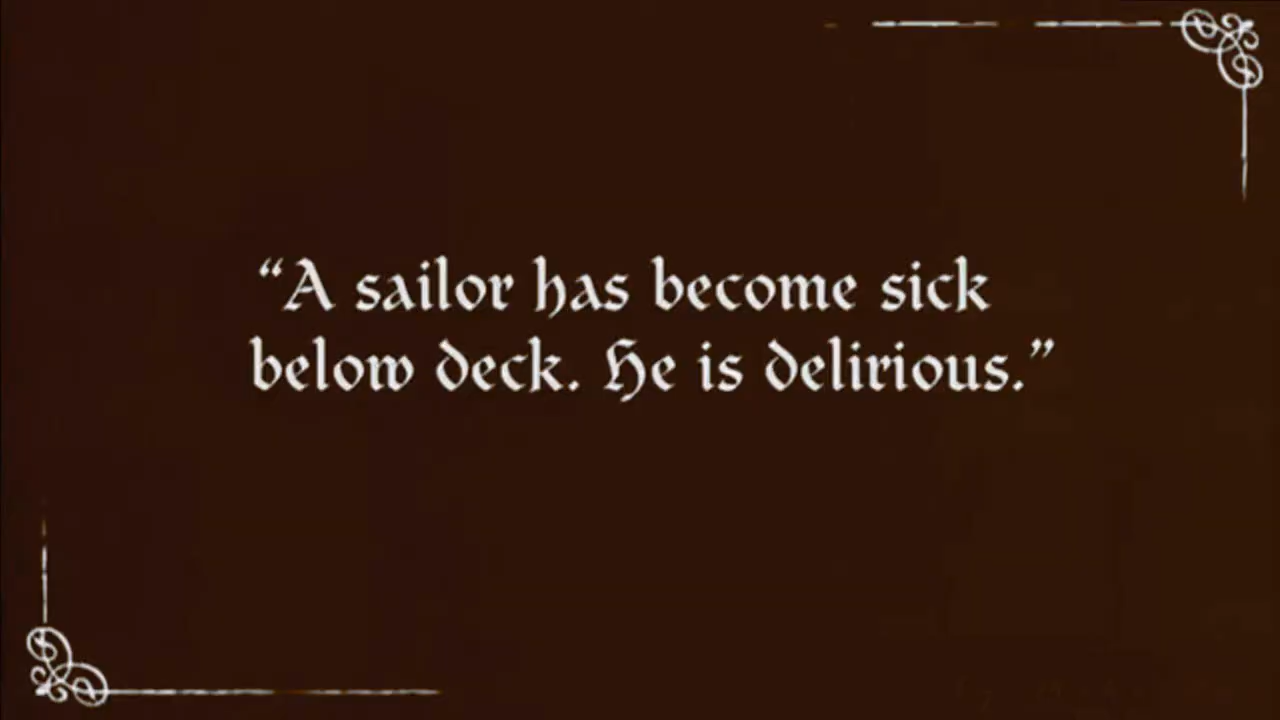 “A sailor has become sick
below deck. He is delirious.”